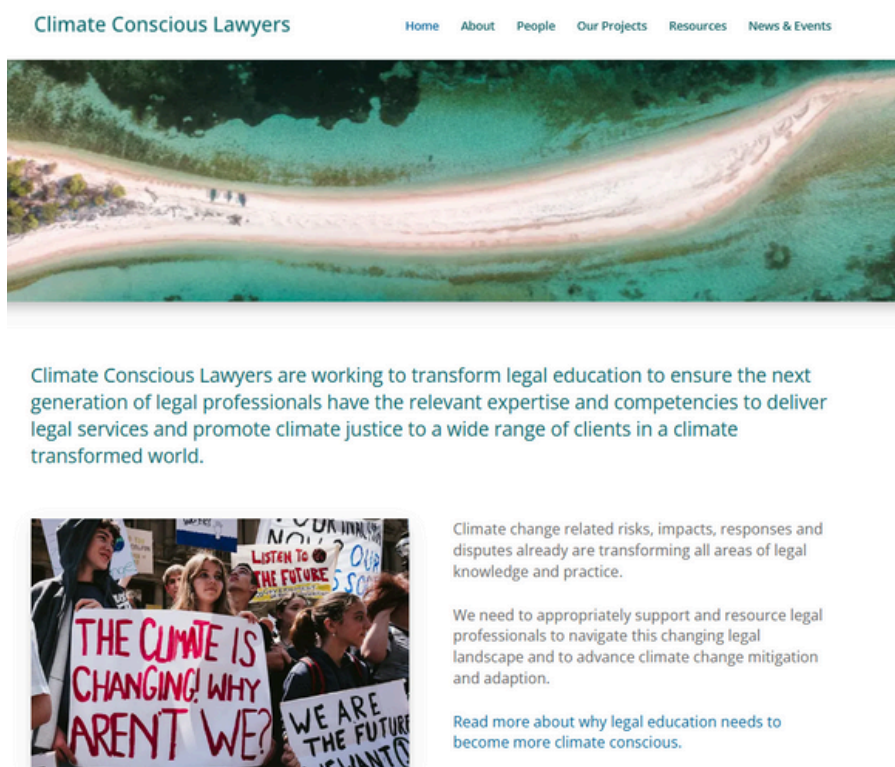 Climate Conscious Lawyers
Home About People Our Projects Resources News & Events
Climate Conscious Lawyers are working to transform legal education to ensure the next
generation of legal professionals have the relevant expertise and competencies to deliver
legal services and promote climate justice to a wide range of clients in a climate
transformed world.
LISTEN TO
THE FUTURE
OUR
THE CLIMATE IS
CHANGING! WHY
AREN'T WE?
WE ARE
THE FUTURE
Climate change related risks, impacts, responses and
disputes already are transforming all areas of legal
knowledge and practice.
We need to appropriately support and resource legal
professionals to navigate this changing legal
landscape and to advance climate change mitigation
and adaption.
Read more about why legal education needs to
become more climate conscious.